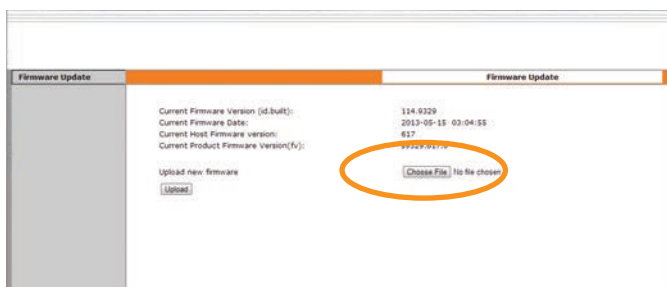 Firmware Update
Firmware Update
Current Firmware Version (id.built): 114.9329
Current Firmware Date: 2013-05-15 03:04:55
Current Host Firmware version: 617
Current Product Firmware Version(fv):
Upload new firmware Choose File No file chosen
Upload